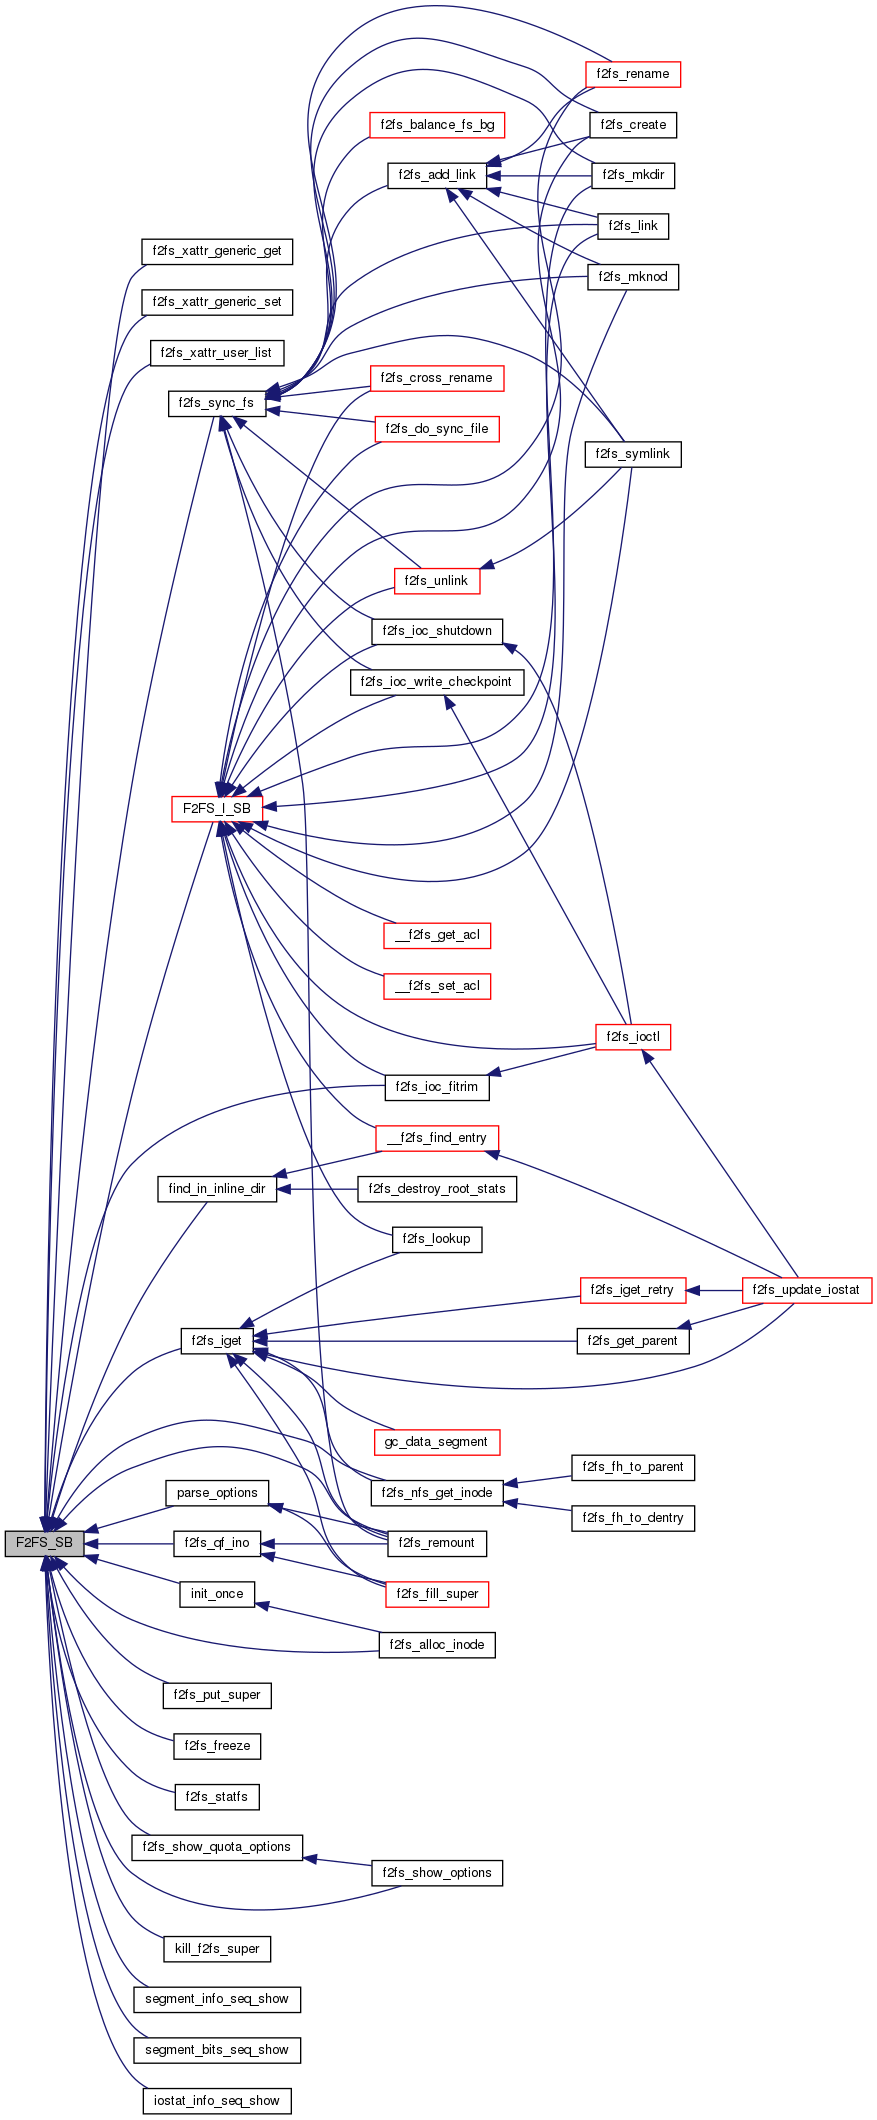 f2fs_rename
f2fs_balance_fs_bg
f2fs_create
f2fs_add_link
f2fs_mkdir
f2fs_link
f2fs_xattr_generic_get
f2fs_mknod
f2fs_xattr_generic_set
f2fs_xattr_user_list
f2fs_cross_rename
f2fs_sync_fs
f2fs_do_sync_file
f2fs_symlink
f2fs_unlink
f2fs_ioc_shutdown
f2fs_ioc_write_checkpoint
F2FS_I_SB
__f2fs_get_acl
__f2fs_set_acl
f2fs_ioctl
f2fs_ioc_fitrim
__f2fs_find_entry
find_in_inline_dir
f2fs_destroy_root_stats
f2fs_lookup
f2fs_iget_retry
f2fs_update_iostat
f2fs_iget
f2fs_get_parent
gc_data_segment
f2fs_fh_to_parent
parse_options
f2fs_nfs_get_inode
f2fs_fh_to_dentry
F2FS_SB
f2fs_qf_ino
f2fs_remount
init_once
f2fs_fill_super
f2fs_alloc_inode
f2fs_put_super
f2fs_freeze
f2fs_statfs
f2fs_show_quota_options
f2fs_show_options
kill_f2fs_super
segment_info_seq_show
segment_bits_seq_show
iostat_info_seq_show